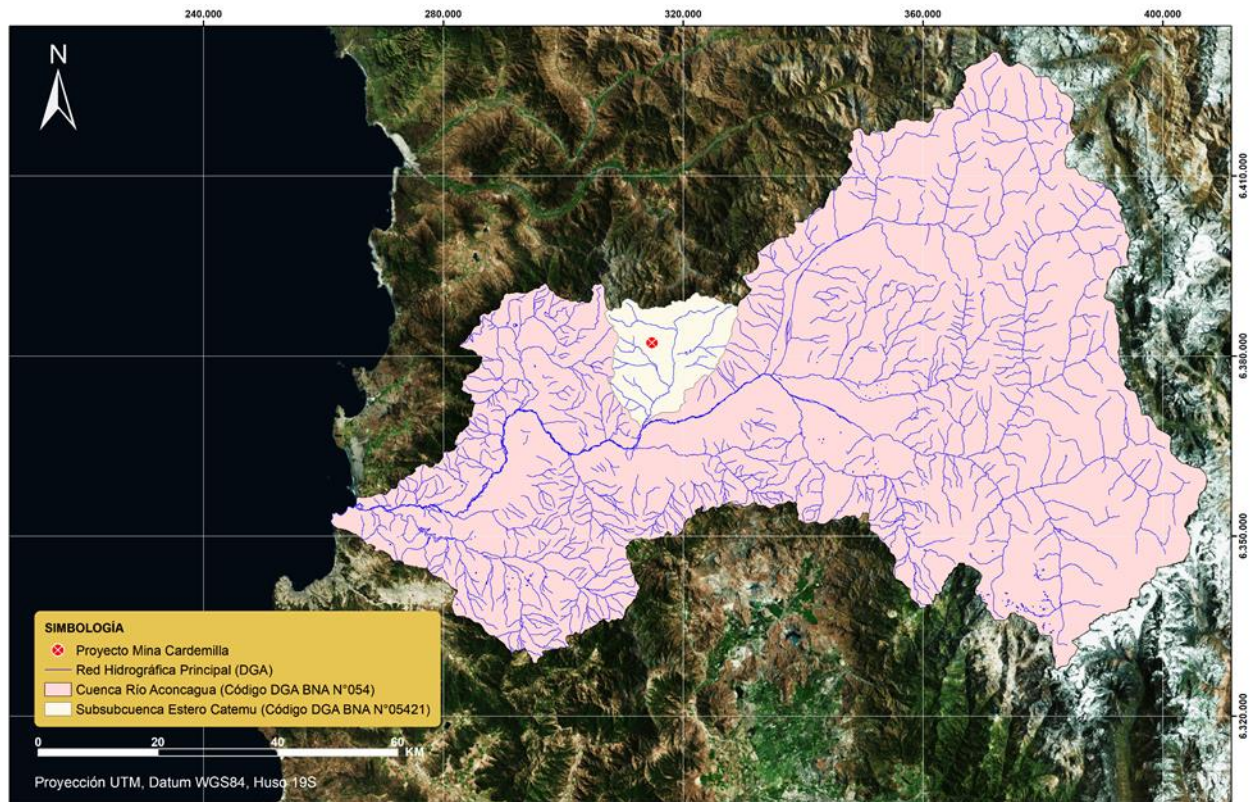 240.000 280.000 320.000 360.000 400.000
N
6.410.000
6.380.000
6.350.000
6.320.000
SIMBOLOGÍA
Proyecto Mina Cardemilla
Red Hidrográfica Principal (DGA)
Cuenca Río Aconcagua (Código DGA BNA N°054)
Subsubcuenca Estero Catemu (Código DGA BNA N°05421)
0 20 40 60
KM
Proyección UTM, Datum WGS84, Huso 19S